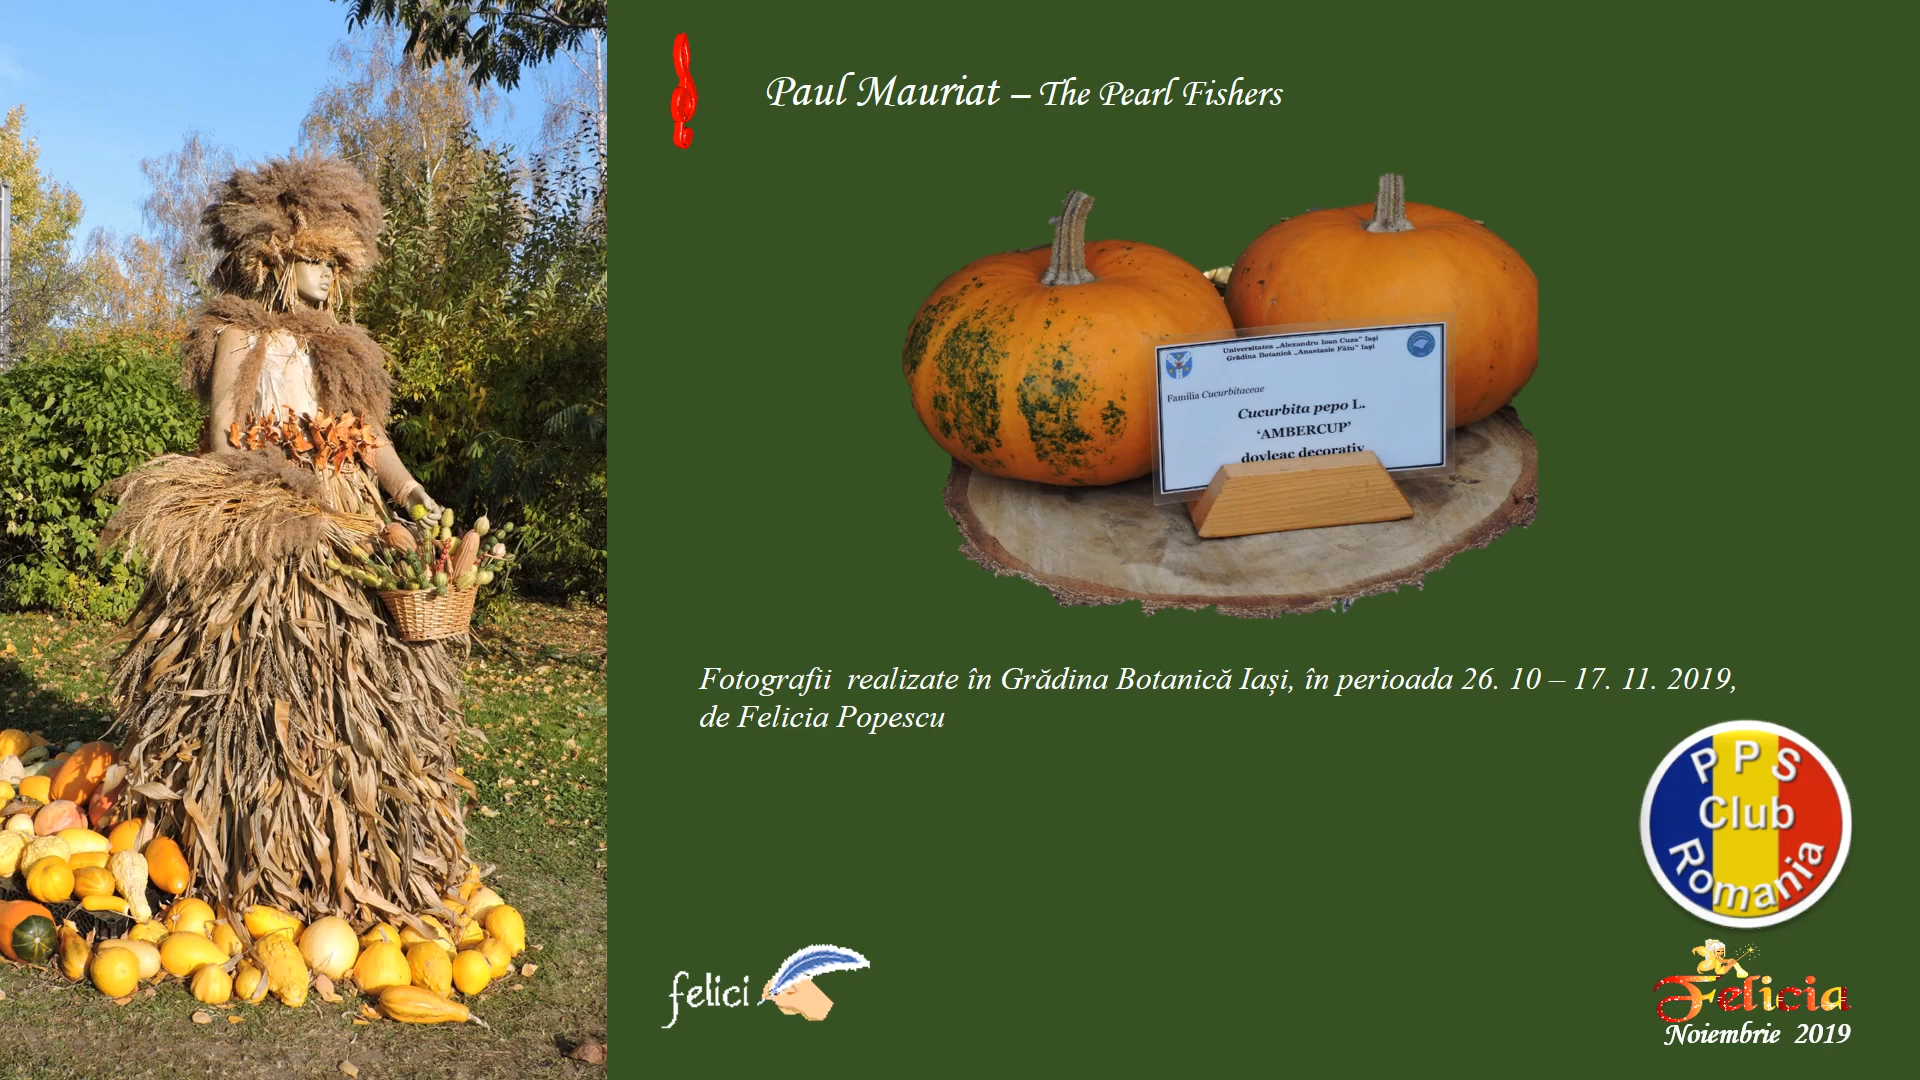 Paul Mauriat – The Pearl Fishers
Universitatea „Alexandru Ioan Cuza” Iași
Grădina Botanică „Anastasie Fătu” Iași
Familia Cucurbitaceae
Cucurbita pepo L.
‘AMBERCUP’
dovleac decorativ
Fotografii realizate în Grădina Botanică Iași, în perioada 26. 10 – 17. 11. 2019,
de Felicia Popescu
PPS
Club
Romania
felici
Felicia
Noiembrie 2019